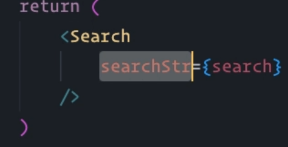 return (
<Search
searchStr={search}
/>
)